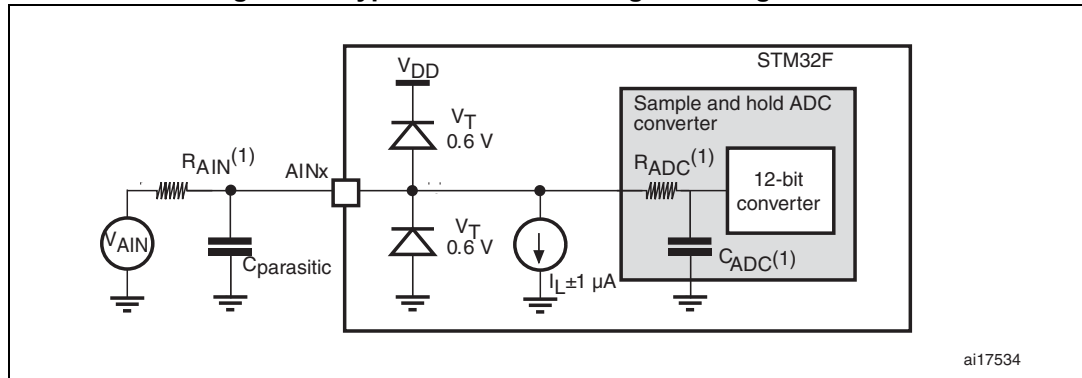 STM32F
VDD
Sample and hold ADC
converter
VT
0.6 V
RAIN(1)
AINx
RADC(1)
12-bit
converter
VAIN
Cparasitic
VT
0.6 V
IL±1 µA
CADC(1)
ai17534